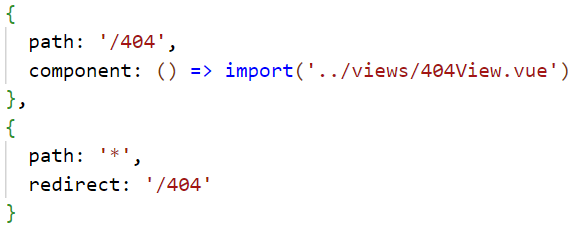 {
  path: '/404',
  component: () => import('../views/404View.vue')
},
{
  path: '*',
  redirect: '/404'
}